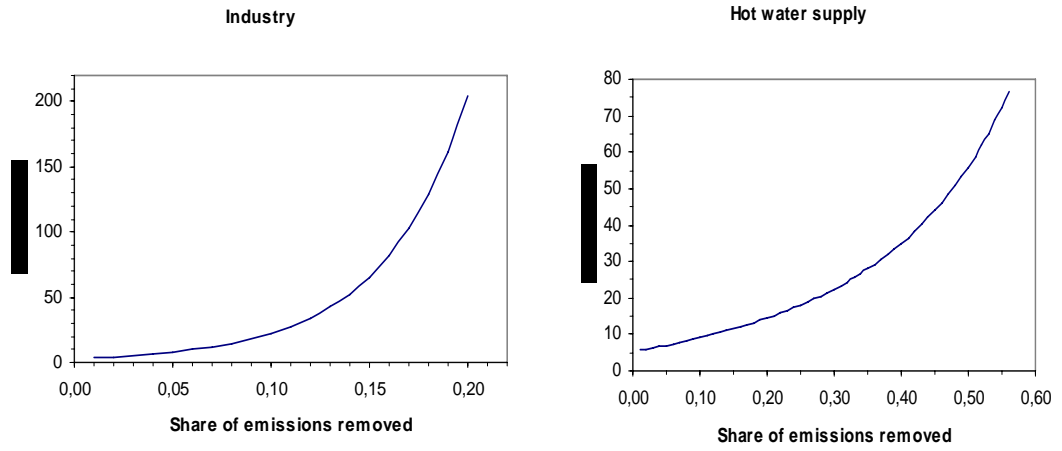 Industry
200
150
100
50
0
0,00 0,05 0,10 0,15 0,20
Share of emissions removed
Hot water supply
80
70
60
50
40
30
20
10
0
0,00 0,10 0,20 0,30 0,40 0,50 0,60
Share of emissions removed